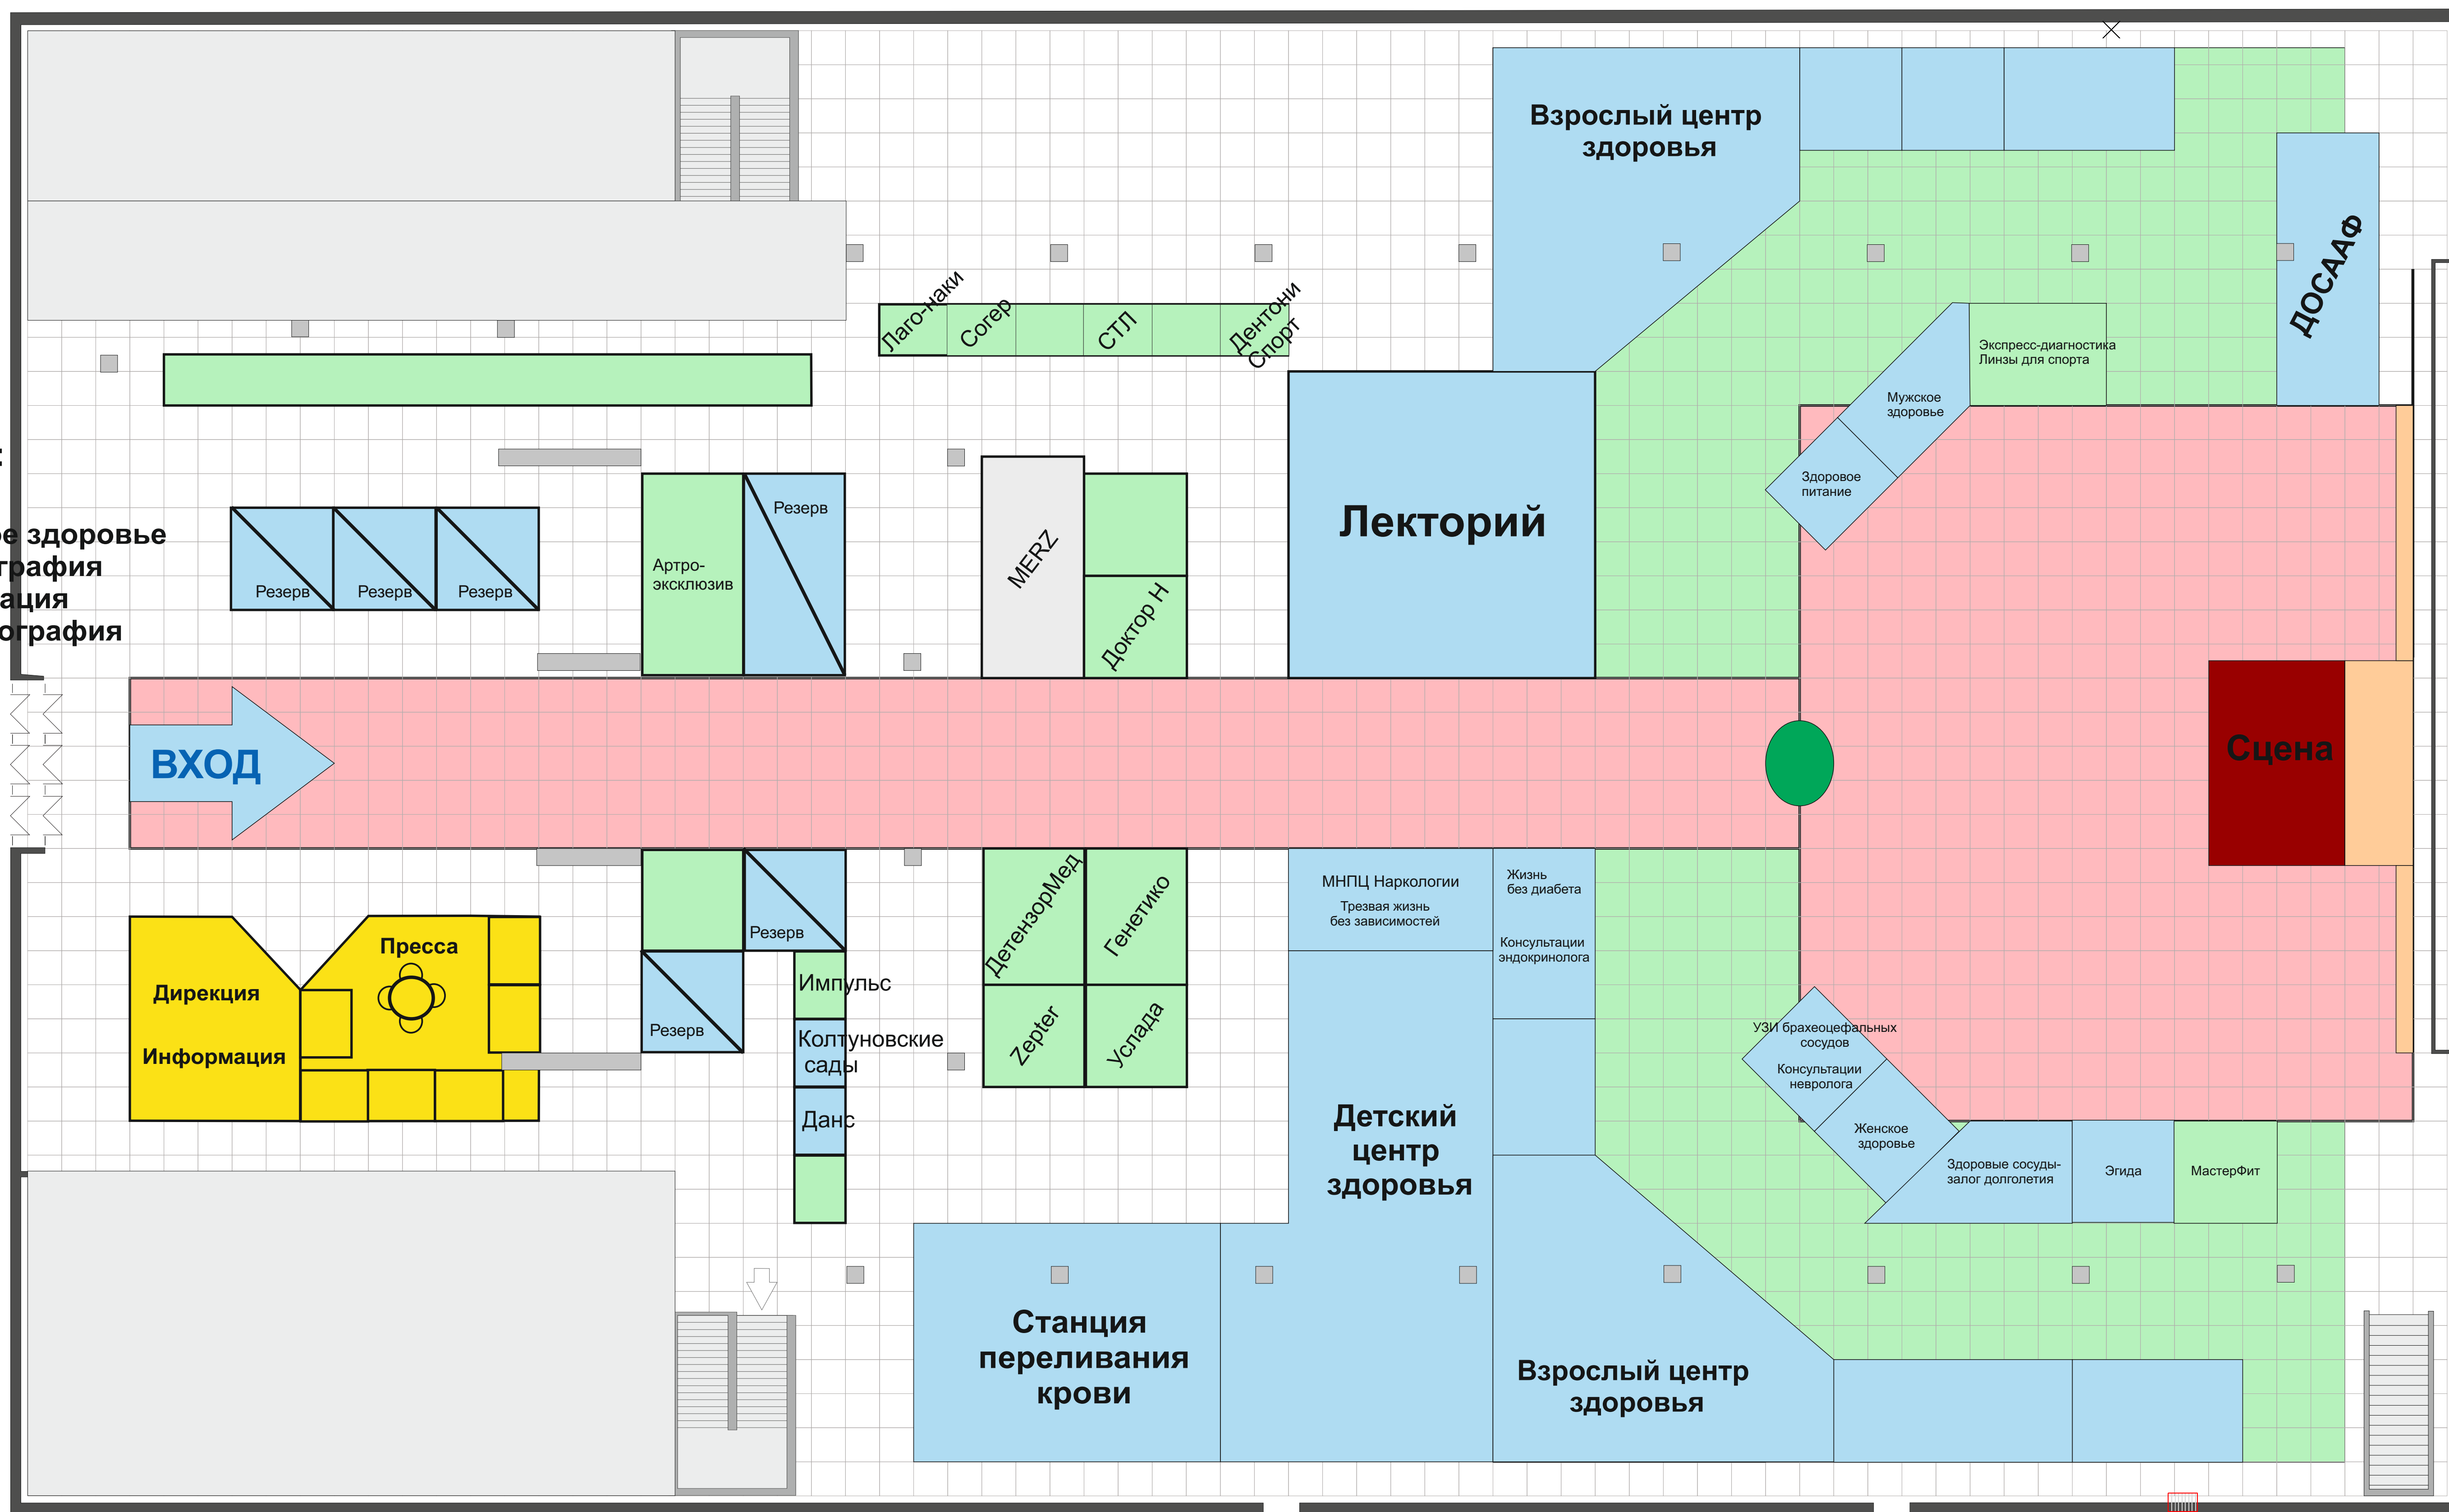 Взрослый центр
здоровья
ДОСААФ
Лаго-наки
Согер
СТЛ
Дентони
Спорт
Экспресс-диагностика
Линзы для спорта
Мужское
здоровье
Здоровое
питание
здоровье
Резерв
Резерв
Резерв
Артро-
эксклюзив
Резерв
MERZ
Доктор Н
Лекторий
ВХОД
Сцена
Дирекция
Информация
Пресса
Резерв
Резерв
Импульс
Колтуновские
сады
Данс
ДетензорМед
Генетико
Zepter
Услада
МНПЦ Наркологии
Трезвая жизнь
без зависимостей
Жизнь
без диабета
Консультации
эндокринолога
Детский
центр
здоровья
УЗИ брахеоцефальных
сосудов
Консультации
невролога
Женское
здоровье
Здоровые сосуды-
залог долголетия
Эгида
МастерФит
Станция
переливания
крови
Взрослый центр
здоровья